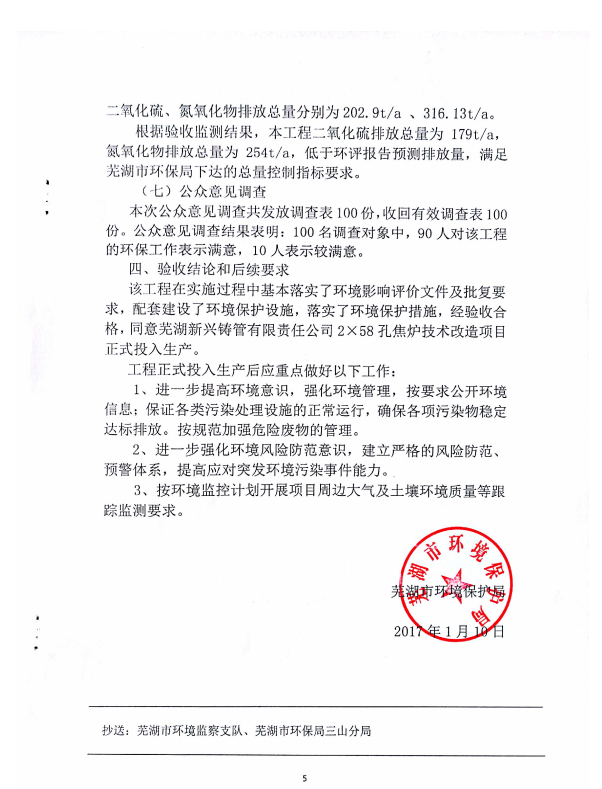 二氧化硫、氮氧化物排放总量分别为202.9t/a 、316.13t/a。
根据验收监测结果，本工程二氧化硫排放总量为 179t/a，
氮氧化物排放总量为 254t/a，低于环评报告预测排放量，满足
芜湖市环保局下达的总量控制指标要求。
（七）公众意见调查
本次公众意见调查共发放调查表100份，收回有效调查表100
份。公众意见调查结果表明：100 名调查对象中，90 人对该工程
的环保工作表示满意，10 人表示较满意。
四、验收结论和后续要求
该工程在实施过程中基本落实了环境影响评价文件及批复要
求，配套建设了环境保护设施，落实了环境保护措施，经验收合
格，同意芜湖新兴铸管有限责任公司2×58 孔焦炉技术改造项目
正式投入生产。
工程正式投入生产后应重点做好以下工作：
1、进一步提高环境意识，强化环境管理，按要求公开环境
信息；保证各类污染处理设施的正常运行，确保各项污染物稳定
达标排放。按规范加强危险废物的管理。
2、进一步强化环境风险防范意识，建立严格的风险防范、
预警体系，提高应对突发环境污染事件能力。
3、按环境监控计划开展项目周边大气及土壤环境质量等跟
踪监测要求。
芜湖市环境保护局
芜湖市环境保护局
2017 年 1 月 10 日
抄送：芜湖市环境监察支队、芜湖市环保局三山分局
5